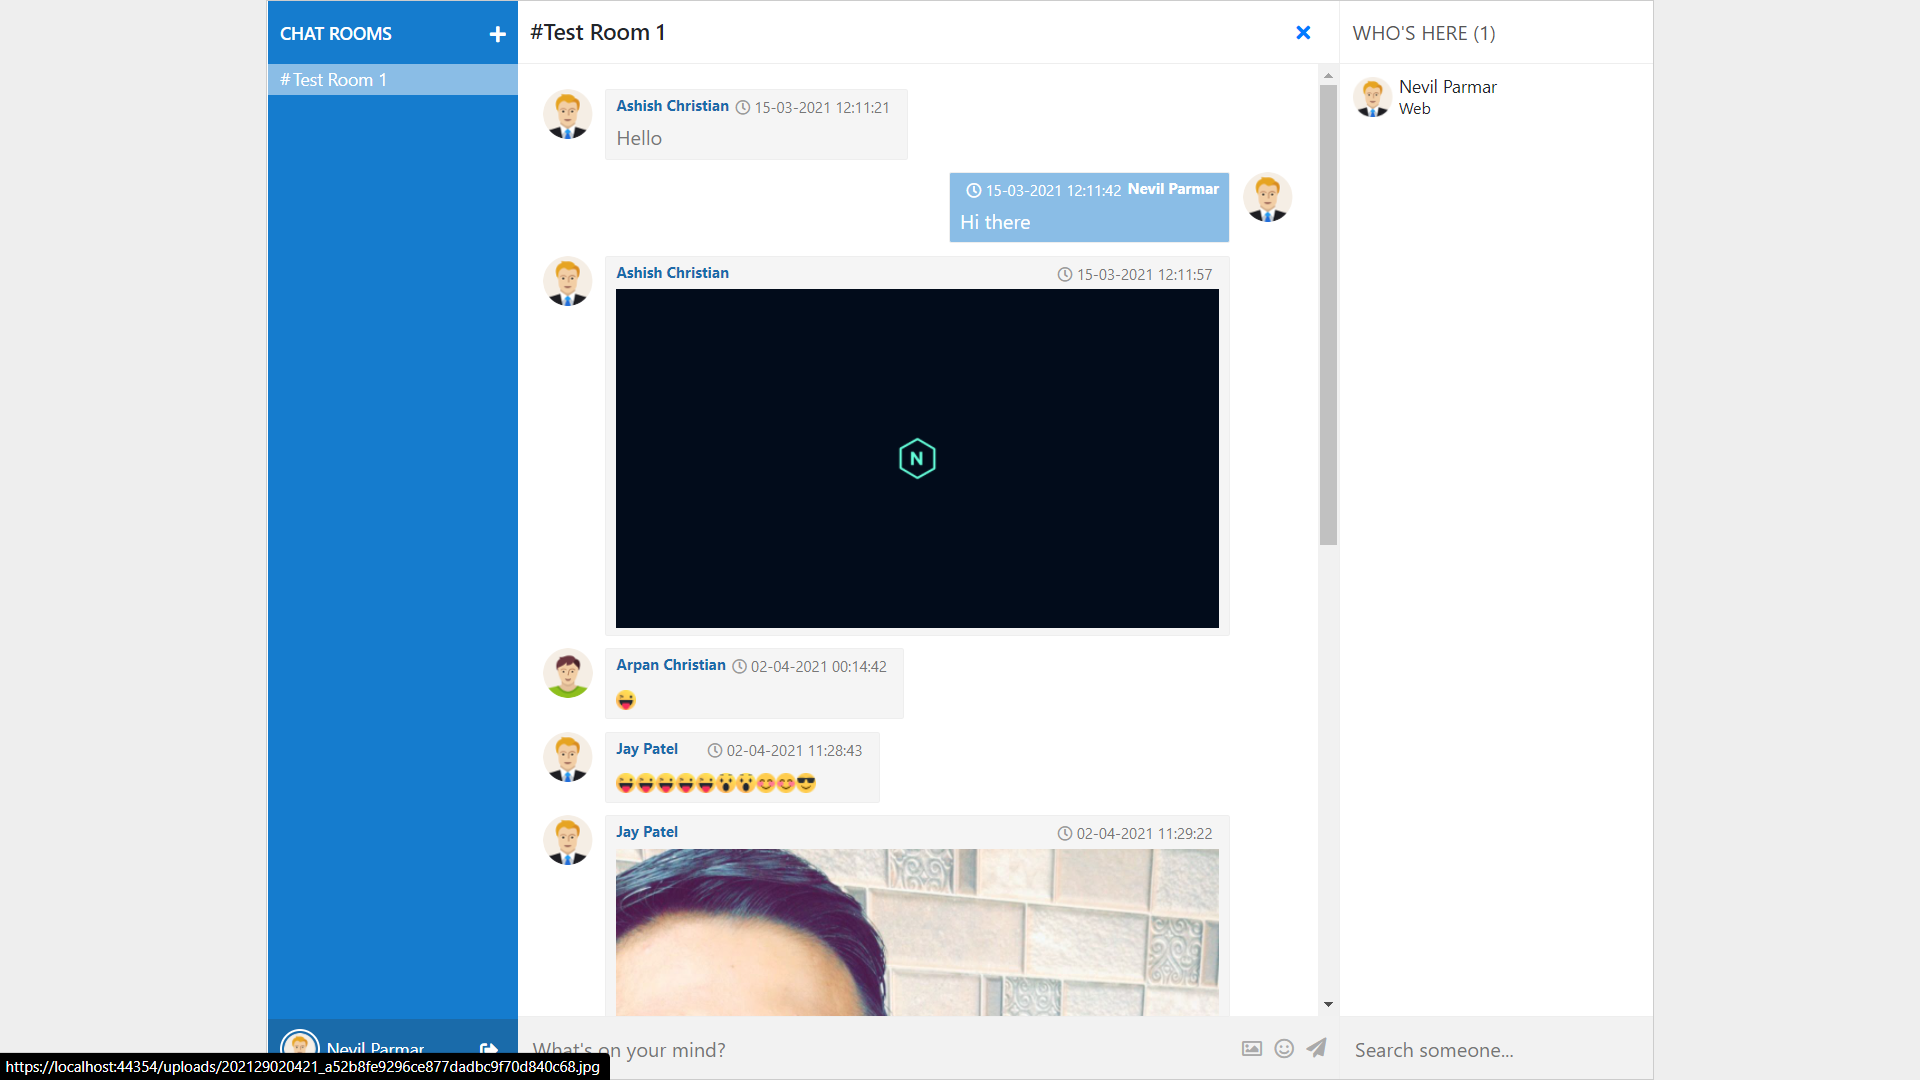 CHAT ROOMS
#Test Room 1
#Test Room 1
WHO'S HERE (1)
Nevil Parmar
Web
Ashish Christian 15-03-2021 12:11:21
Hello
15-03-2021 12:11:42 Nevil Parmar
Hi there
Ashish Christian 15-03-2021 12:11:57
N
Arpan Christian 02-04-2021 00:14:42
Jay Patel 02-04-2021 11:28:43
Jay Patel 02-04-2021 11:29:22
Nevil Parmar
What's on your mind?
Search someone...
https://localhost:44354/uploads/202129020421_a52b8fe9296ce877dadbc9f70d840c68.jpg